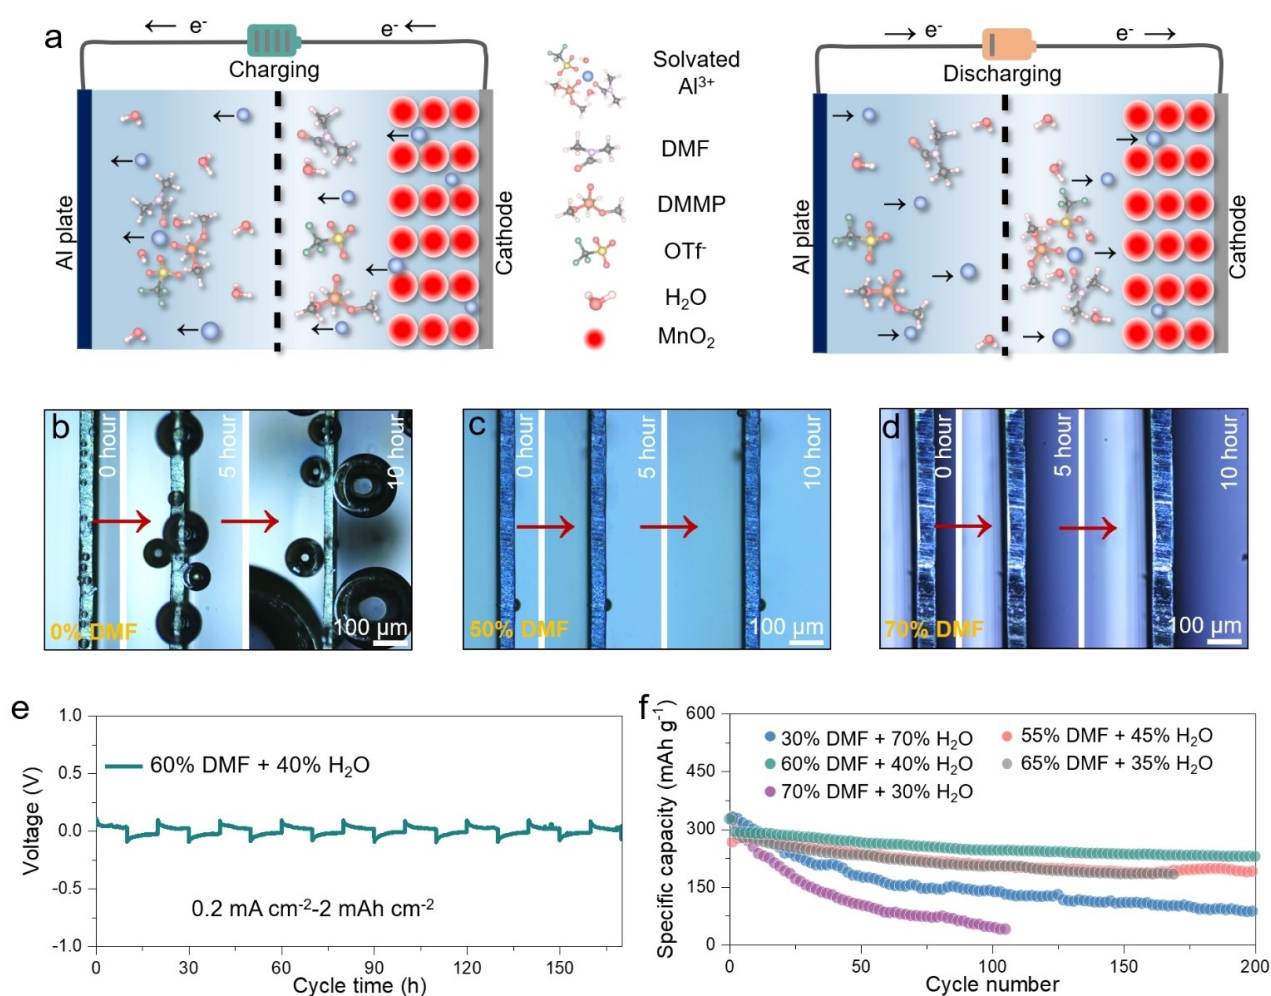 a
← e⁻
e⁻ ←
Charging
Al plate
Cathode
Solvated
Al³⁺
DMF
DMMP
OTf⁻
H₂O
MnO₂
→ e⁻
e⁻ →
Discharging
Al plate
Cathode
b
0 hour
5 hour
10 hour
0% DMF
100 µm
c
0 hour
5 hour
10 hour
50% DMF
100 µm
d
0 hour
5 hour
10 hour
70% DMF
100 µm
e
Voltage (V)
1.0
0.5
0.0
-0.5
-1.0
60% DMF + 40% H₂O
0.2 mA cm⁻²-2 mAh cm⁻²
0 30 60 90 120 150
Cycle time (h)
f
Specific capacity (mAh g⁻¹)
600
450
300
150
0
30% DMF + 70% H₂O
55% DMF + 45% H₂O
60% DMF + 40% H₂O
65% DMF + 35% H₂O
70% DMF + 30% H₂O
0 50 100 150 200
Cycle number